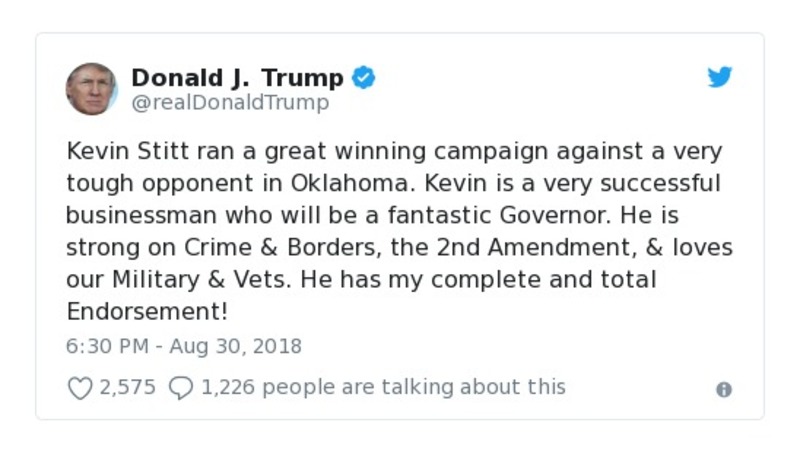 Donald J. Trump
@realDonaldTrump
Kevin Stitt ran a great winning campaign against a very
tough opponent in Oklahoma. Kevin is a very successful
businessman who will be a fantastic Governor. He is
strong on Crime & Borders, the 2nd Amendment, & loves
our Military & Vets. He has my complete and total
Endorsement!
6:30 PM - Aug 30, 2018
2,575 1,226 people are talking about this